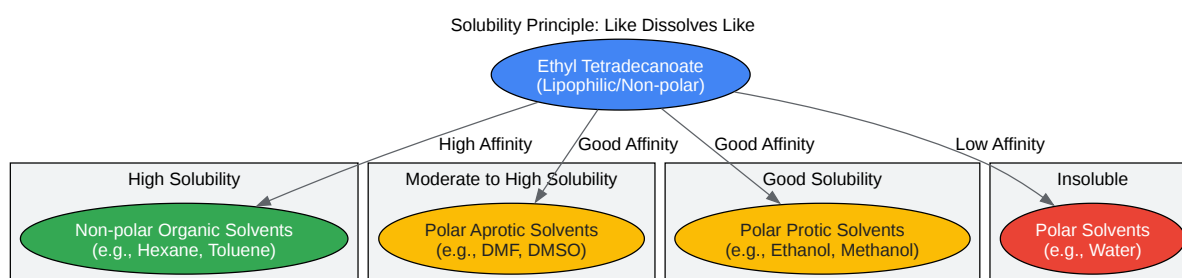 Solubility Principle: Like Dissolves Like
Ethyl Tetradecanoate
(Lipophilic/Non-polar)
High Affinity
Good Affinity
Good Affinity
Low Affinity
High Solubility
Moderate to High Solubility
Good Solubility
Insoluble
Non-polar Organic Solvents
(e.g., Hexane, Toluene)
Polar Aprotic Solvents
(e.g., DMF, DMSO)
Polar Protic Solvents
(e.g., Ethanol, Methanol)
Polar Solvents
(e.g., Water)